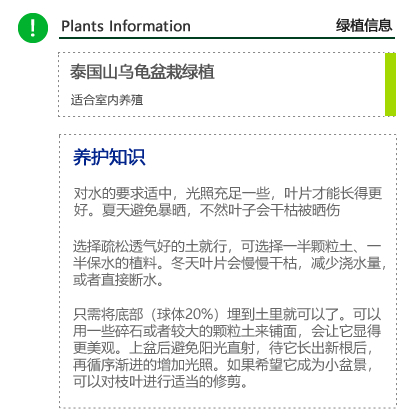 ! Plants Information 绿植信息
泰国山乌龟盆栽绿植
适合室内养殖
养护知识
对水的要求适中，光照充足一些，叶片才能长得更
好。夏天避免暴晒，不然叶子会干枯被晒伤
选择疏松透气好的土就行，可选择一半颗粒土、一
半保水的植料。冬天叶片会慢慢干枯，减少浇水量，
或者直接断水。
只需将底部（球体20%）埋到土里就可以了。可以
用一些碎石或者较大的颗粒土来铺面，会让它显得
更美观。上盆后避免阳光直射，待它长出新根后，
再循序渐进的增加光照。如果希望它成为小盆景，
可以对枝叶进行适当的修剪。